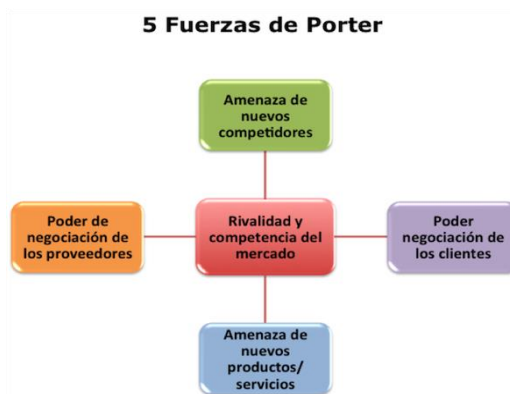 5 Fuerzas de Porter
Amenaza de
nuevos
competidores
Poder de
negociación de
los proveedores
Rivalidad y
competencia del
mercado
Poder
negociación de
los clientes
Amenaza de
nuevos
productos/
servicios